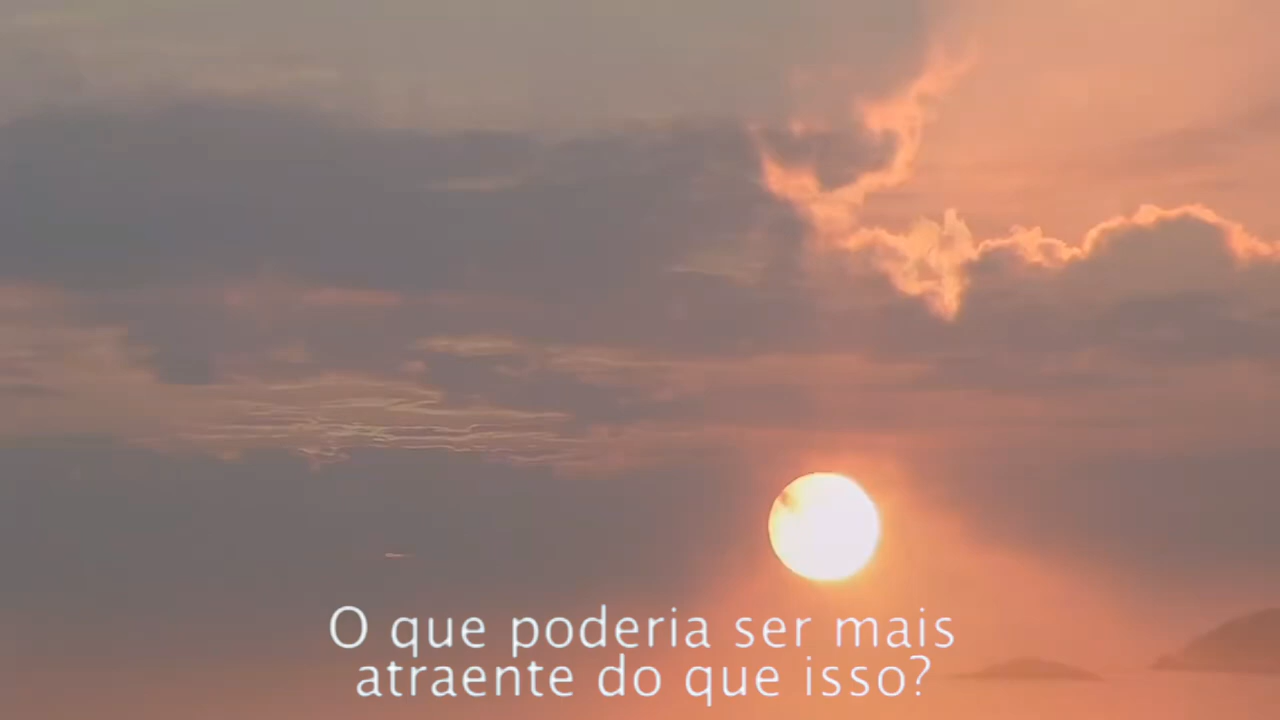 O que poderia ser mais
atraente do que isso?